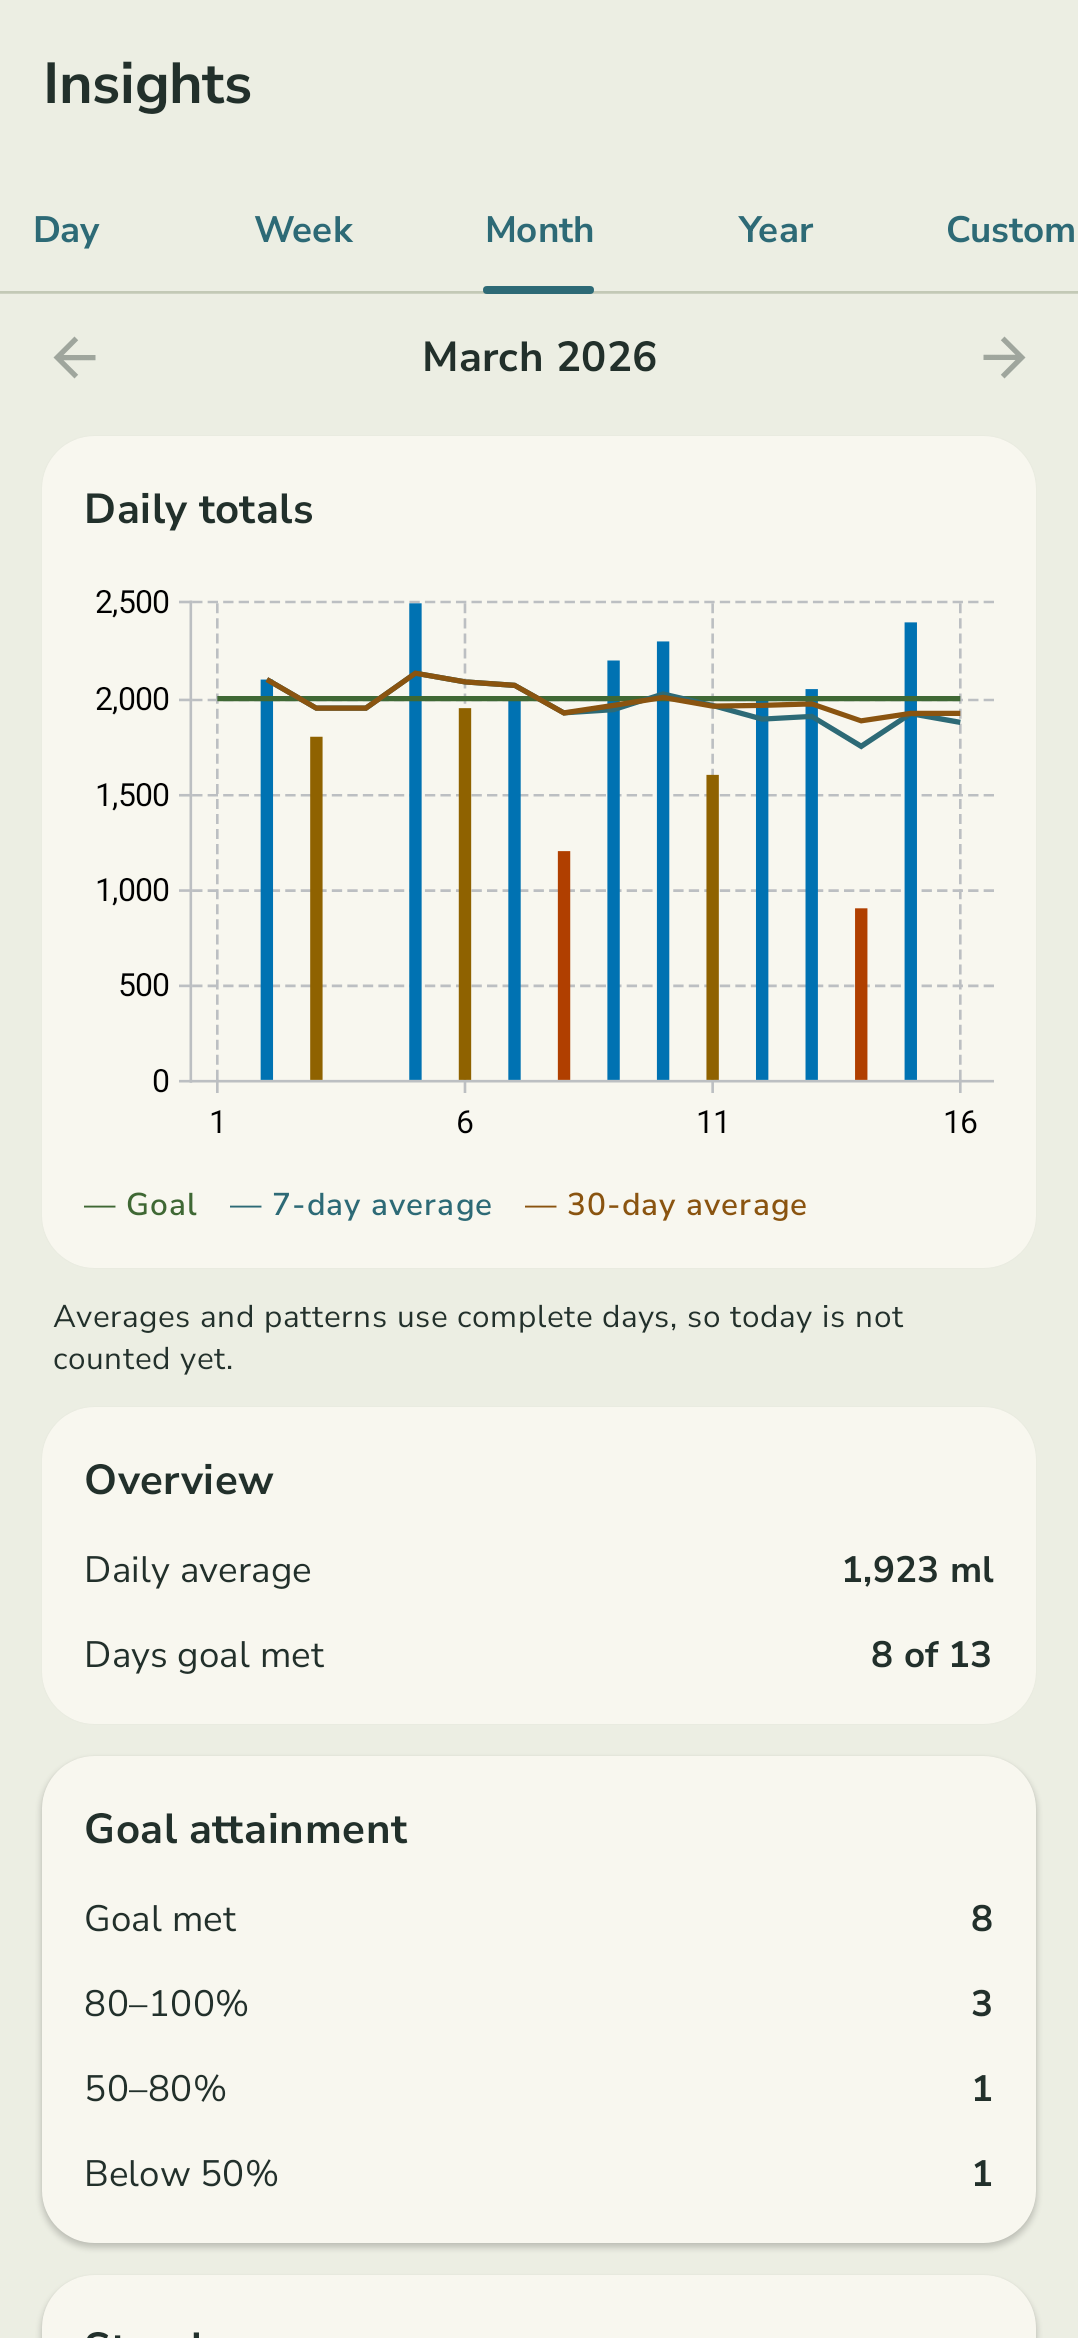 Insights
Day Week Month Year Custom
March 2026
Daily totals
2,500
2,000
1,500
1,000
500
0
1 6 11 16
— Goal — 7-day average — 30-day average
Averages and patterns use complete days, so today is not
counted yet.
Overview
Daily average 1,923 ml
Days goal met 8 of 13
Goal attainment
Goal met 8
80–100% 3
50–80% 1
Below 50% 1